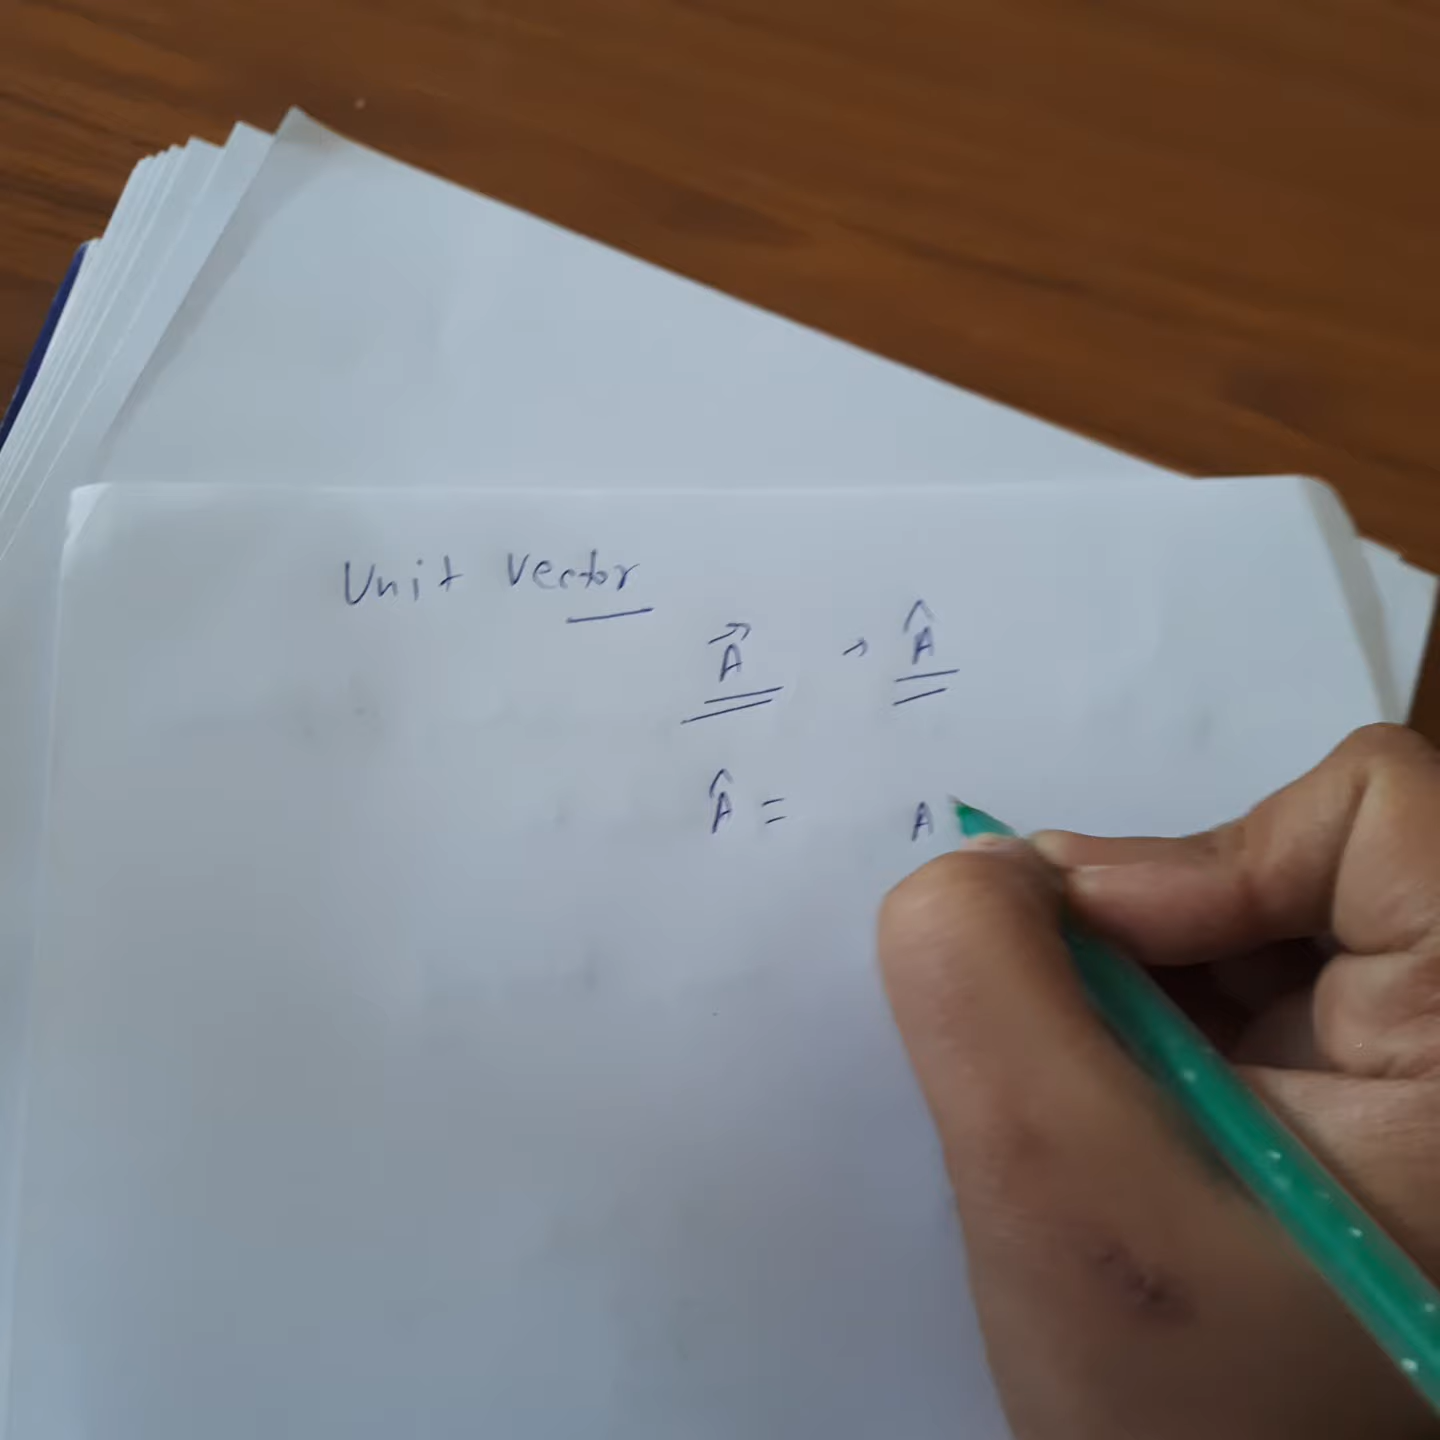 Unit Vector
A⃗ → Â
Â = A